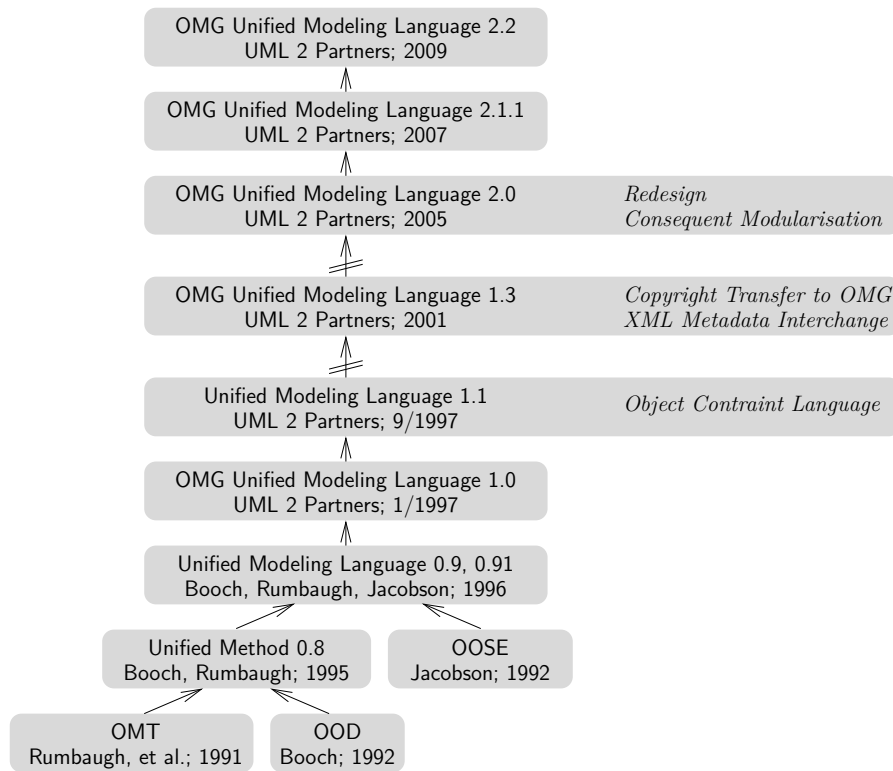 OMG Unified Modeling Language 2.2
UML 2 Partners; 2009
OMG Unified Modeling Language 2.1.1
UML 2 Partners; 2007
OMG Unified Modeling Language 2.0
UML 2 Partners; 2005
Redesign
Consequent Modularisation
OMG Unified Modeling Language 1.3
UML 2 Partners; 2001
Copyright Transfer to OMG
XML Metadata Interchange
Unified Modeling Language 1.1
UML 2 Partners; 9/1997
Object Contraint Language
OMG Unified Modeling Language 1.0
UML 2 Partners; 1/1997
Unified Modeling Language 0.9, 0.91
Booch, Rumbaugh, Jacobson; 1996
Unified Method 0.8
Booch, Rumbaugh; 1995
OOSE
Jacobson; 1992
OMT
Rumbaugh, et al.; 1991
OOD
Booch; 1992